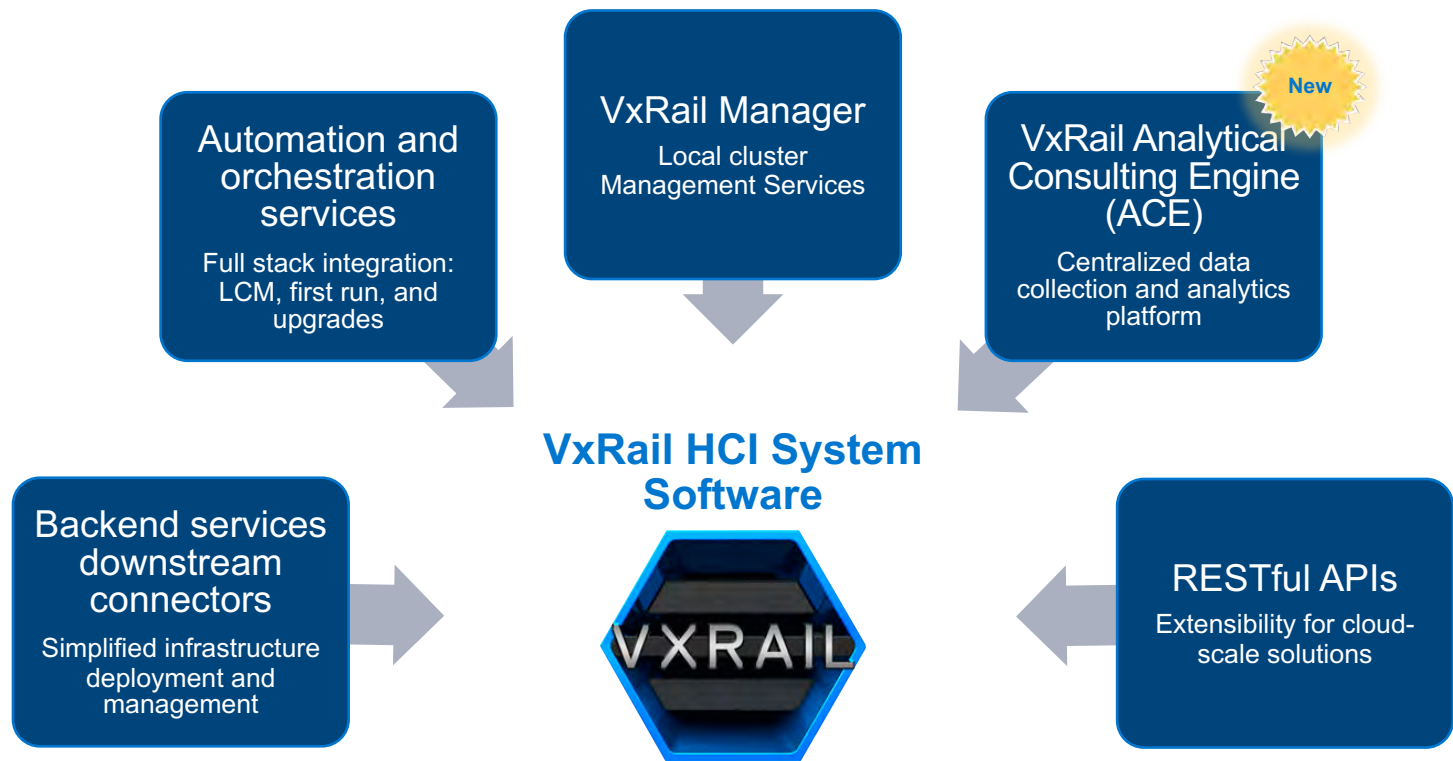 VxRail Manager
Local cluster
Management Services
New
Automation and
orchestration
services
Full stack integration:
LCM, first run, and
upgrades
VxRail Analytical
Consulting Engine
(ACE)
Centralized data
collection and analytics
platform
VxRail HCI System
Software
Backend services
downstream
connectors
Simplified infrastructure
deployment and
management
VXRAIL
RESTful APIs
Extensibility for cloud-
scale solutions